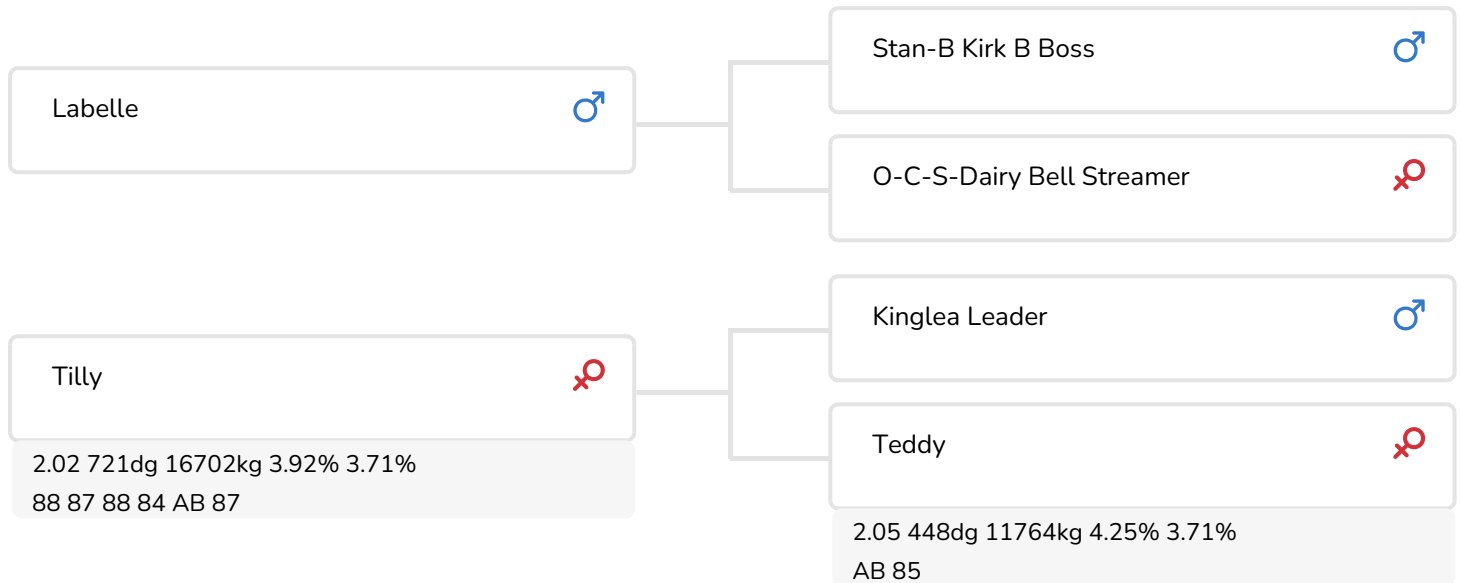 Stan-B Kirk B Boss
Labelle
O-C-S-Dairy Bell Streamer
Kinglea Leader
Tilly
Teddy
2.02 721dg 16702kg 3.92% 3.71%
88 87 88 84 AB 87
2.05 448dg 11764kg 4.25% 3.71%
AB 85